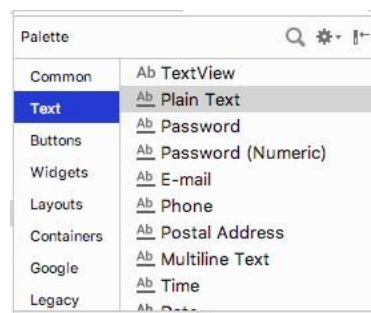 Palette
Common
Text
Buttons
Widgets
Layouts
Containers
Google
Legacy
Ab TextView
Ab Plain Text
Ab Password
Ab Password (Numeric)
Ab E-mail
Ab Phone
Ab Postal Address
Ab Multiline Text
Ab Time